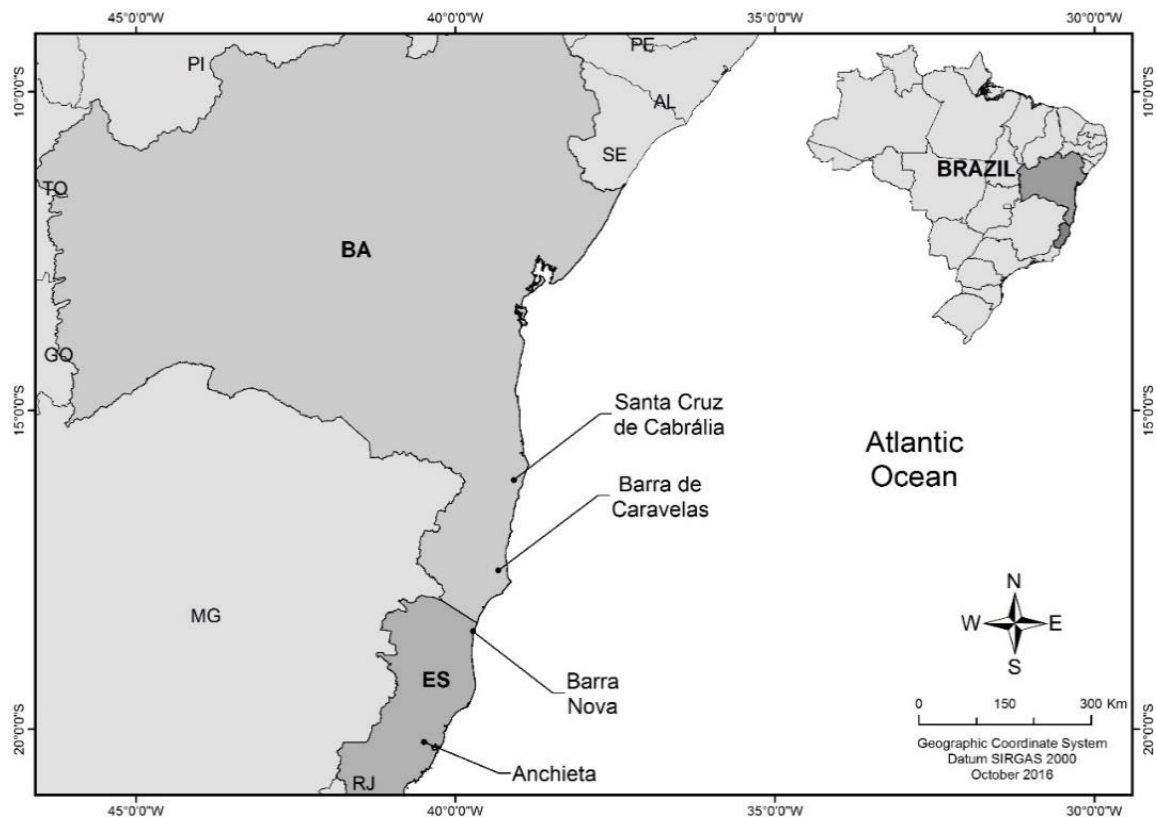 45°0'0"W
40°0'0"W
35°0'0"W
30°0'0"W
10°0'0"S
10°0'0"S
PI
PE
AL
SE
TO
BA
BRAZIL
GO
15°0'0"S
15°0'0"S
Santa Cruz
de Cabrália
Atlantic
Ocean
Barra de
Caravelas
MG
N
W
E
S
ES
Barra
Nova
0
150
300 Km
20°0'0"S
20°0'0"S
Geographic Coordinate System
Datum SIRGAS 2000
October 2016
Anchieta
RJ
45°0'0"W
40°0'0"W
35°0'0"W
30°0'0"W